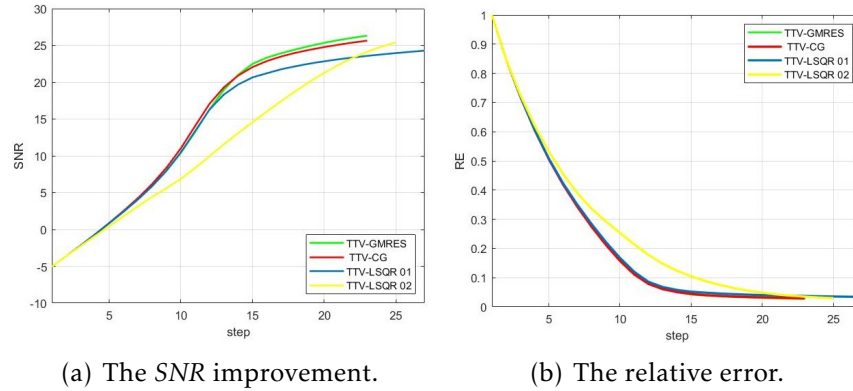 30
25
20
15
10
5
0
-5
-10
SNR
5
10
15
20
25
step
TTV-GMRES
TTV-CG
TTV-LSQR 01
TTV-LSQR 02
(a) The SNR improvement.
1
0.9
0.8
0.7
0.6
0.5
0.4
0.3
0.2
0.1
0
RE
5
10
15
20
25
step
TTV-GMRES
TTV-CG
TTV-LSQR 01
TTV-LSQR 02
(b) The relative error.